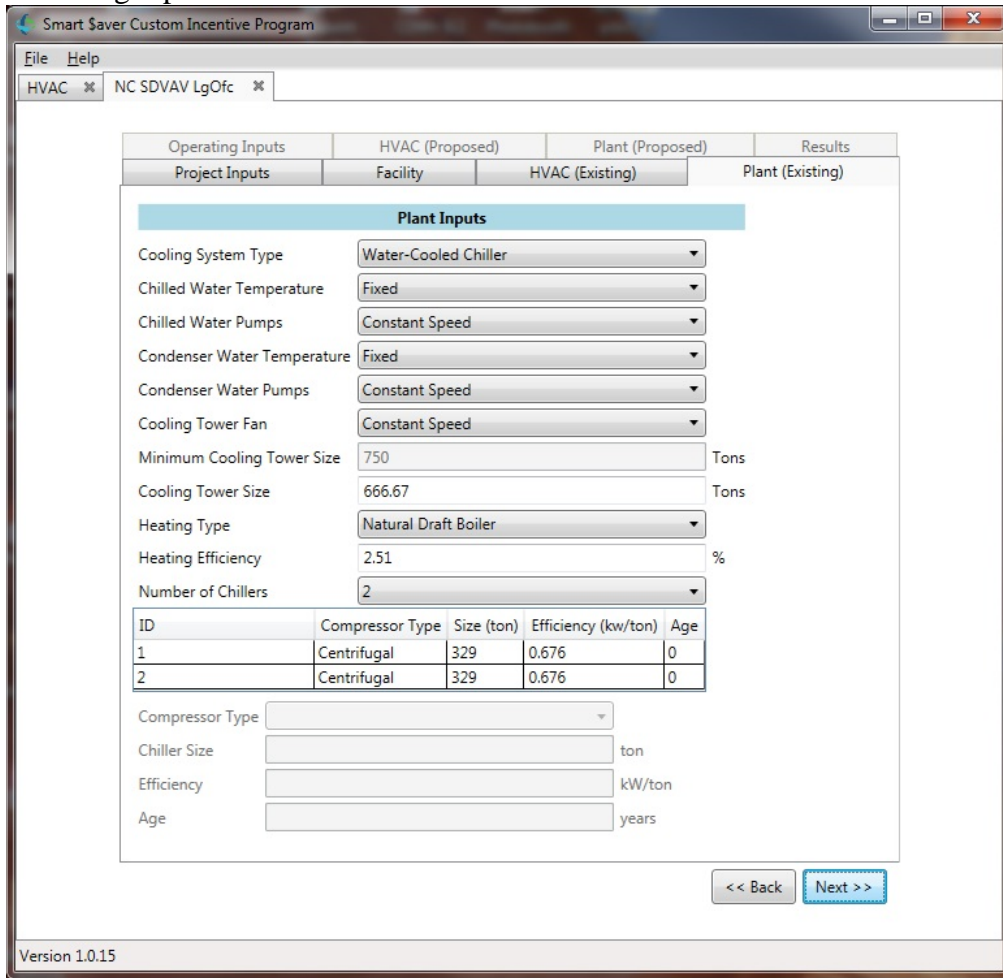 Smart $aver Custom Incentive Program
File Help
HVAC NC SDVAV LgOfc
Operating Inputs HVAC (Proposed) Plant (Proposed) Results
Project Inputs Facility HVAC (Existing) Plant (Existing)
Plant Inputs
Cooling System Type Water-Cooled Chiller
Chilled Water Temperature Fixed
Chilled Water Pumps Constant Speed
Condenser Water Temperature Fixed
Condenser Water Pumps Constant Speed
Cooling Tower Fan Constant Speed
Minimum Cooling Tower Size 750 Tons
Cooling Tower Size 666.67 Tons
Heating Type Natural Draft Boiler
Heating Efficiency 2.51 %
Number of Chillers 2
ID Compressor Type Size (ton) Efficiency (kw/ton) Age
1 Centrifugal 329 0.676 0
2 Centrifugal 329 0.676 0
Compressor Type
Chiller Size ton
Efficiency kW/ton
Age years
<< Back Next >>
Version 1.0.15